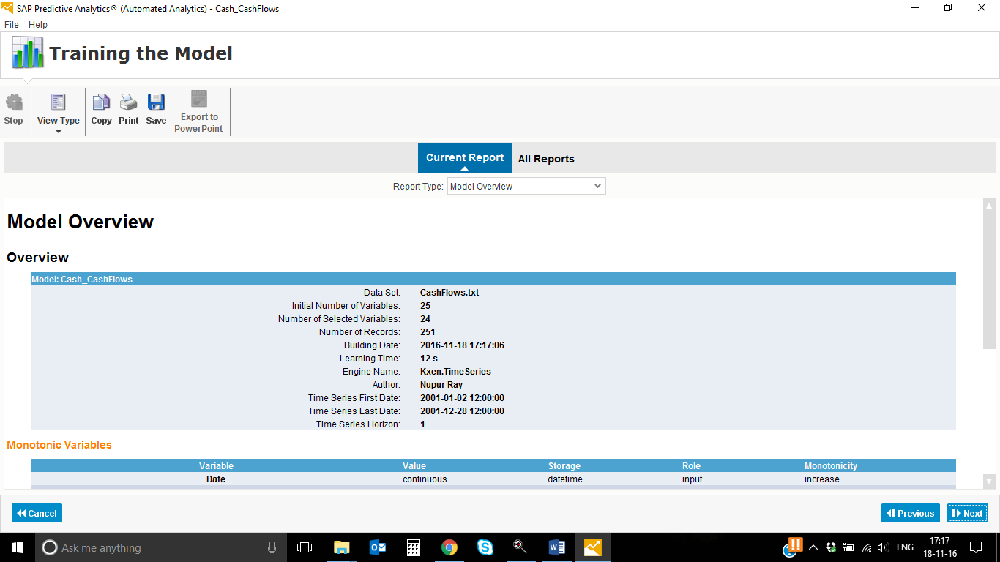 SAP Predictive Analytics® (Automated Analytics) - Cash_CashFlows
File Help
Training the Model
Stop
View Type
Copy
Print
Save
Export to
PowerPoint
Current Report
All Reports
Report Type: Model Overview
Model Overview
Overview
Model: Cash_CashFlows
Data Set: CashFlows.txt
Initial Number of Variables: 25
Number of Selected Variables: 24
Number of Records: 251
Building Date: 2016-11-18 17:17:06
Learning Time: 12 s
Engine Name: Kxen.TimeSeries
Author: Nupur Ray
Time Series First Date: 2001-01-02 12:00:00
Time Series Last Date: 2001-12-28 12:00:00
Time Series Horizon: 1
Monotonic Variables
Variable Value Storage Role Monotonicity
Date continuous datetime input increase
Cancel
Previous
Next
Ask me anything
ENG
17:17
18-11-16